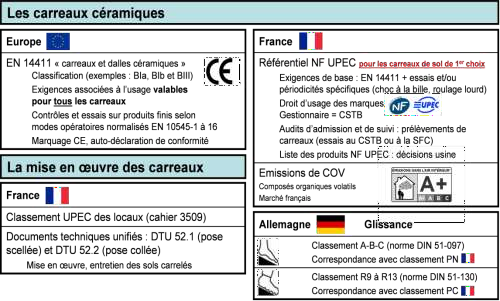 Les carreaux céramiques
Europe
EN 14411 « carreaux et dalles céramiques »
Classification (exemples : BIa, BIb et BIII)
Exigences associées à l'usage valables
pour tous les carreaux
Contrôles et essais sur produits finis selon
modes opératoires normalisés EN 10545-1 à 16
Marquage CE, auto-déclaration de conformité
CE
La mise en œuvre des carreaux
France
Classement UPEC des locaux (cahier 3509)
Documents techniques unifiés : DTU 52.1 (pose
scellée) et DTU 52.2 (pose collée)
Mise en œuvre, entretien des sols carrelés
France
Référentiel NF UPEC pour les carreaux de sol de 1er choix
Exigences de base : EN 14411 + essais et/ou
périodicités spécifiques (choc à la bille, roulage lourd)
Droit d'usage des marques
Gestionnaire = CSTB
NF UPEC
Audits d'admission et de suivi : prélèvements de
carreaux (essais au CSTB ou à la SFC)
Liste des produits NF UPEC : décisions usine
Emissions de COV
Composés organiques volatils
Marché français
ÉMISSIONS DANS L'AIR INTÉRIEUR
A+
A+ A B C
Allemagne Glissance
Classement A-B-C (norme DIN 51-097)
Correspondance avec classement PN
Classement R9 à R13 (norme DIN 51-130)
Correspondance avec classement PC